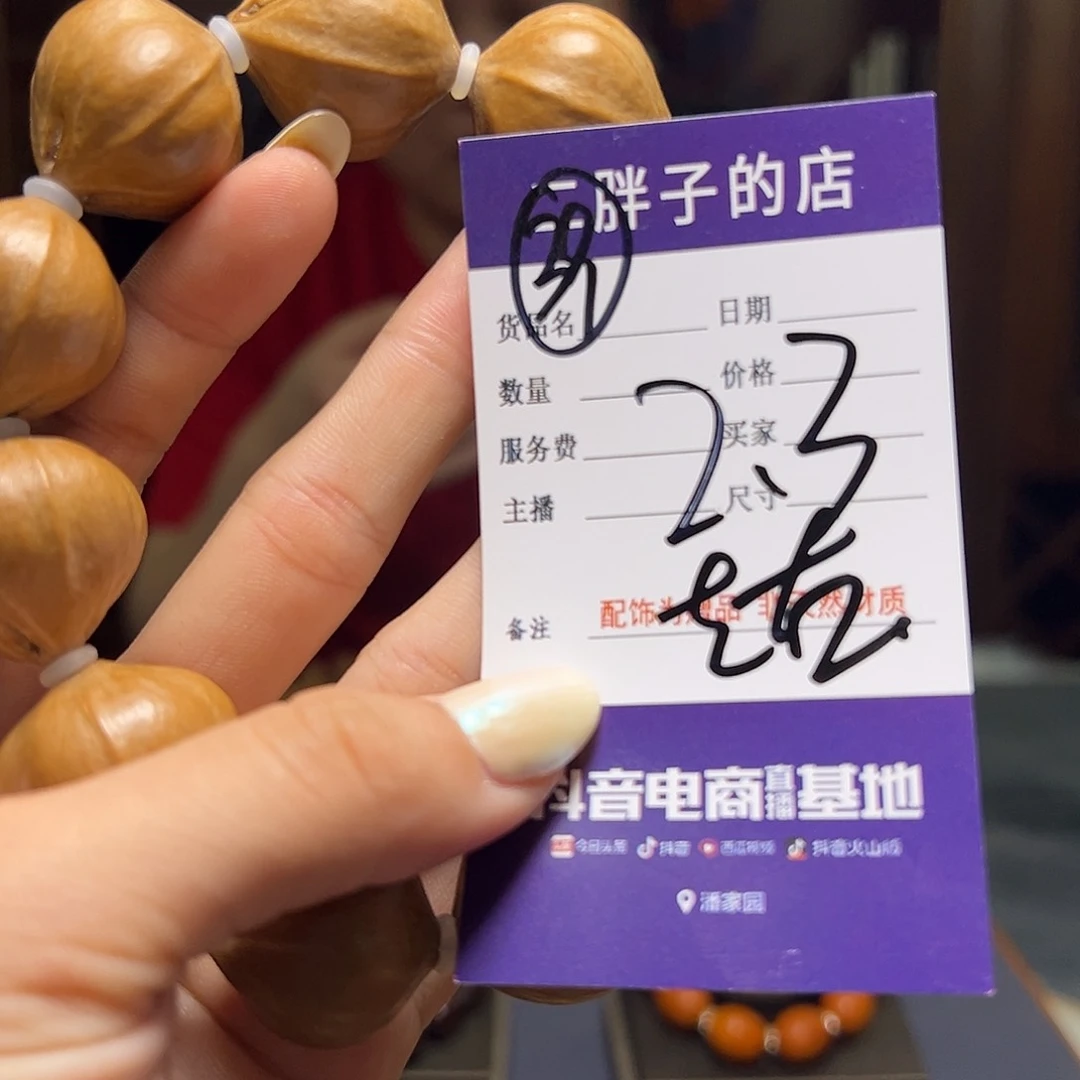 胖子的店
货品名 日期
数量 价格
服务费 买家
主播 尺寸
2.3
备注 配饰为赠品 非天然材质
抖音电商直播基地
今日头条 抖音 西瓜视频 抖音火山版
潘家园